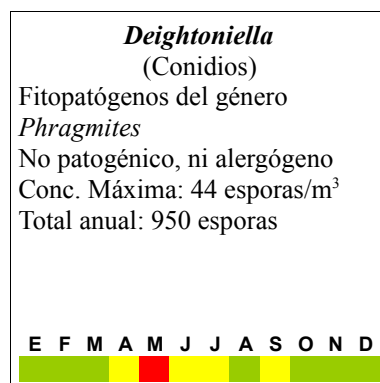 Deightoniella
(Conidios)
Fitopatógenos del género
Phragmites
No patogénico, ni alergógeno
Conc. Máxima: 44 esporas/m³
Total anual: 950 esporas
E F M A M J J A S O N D